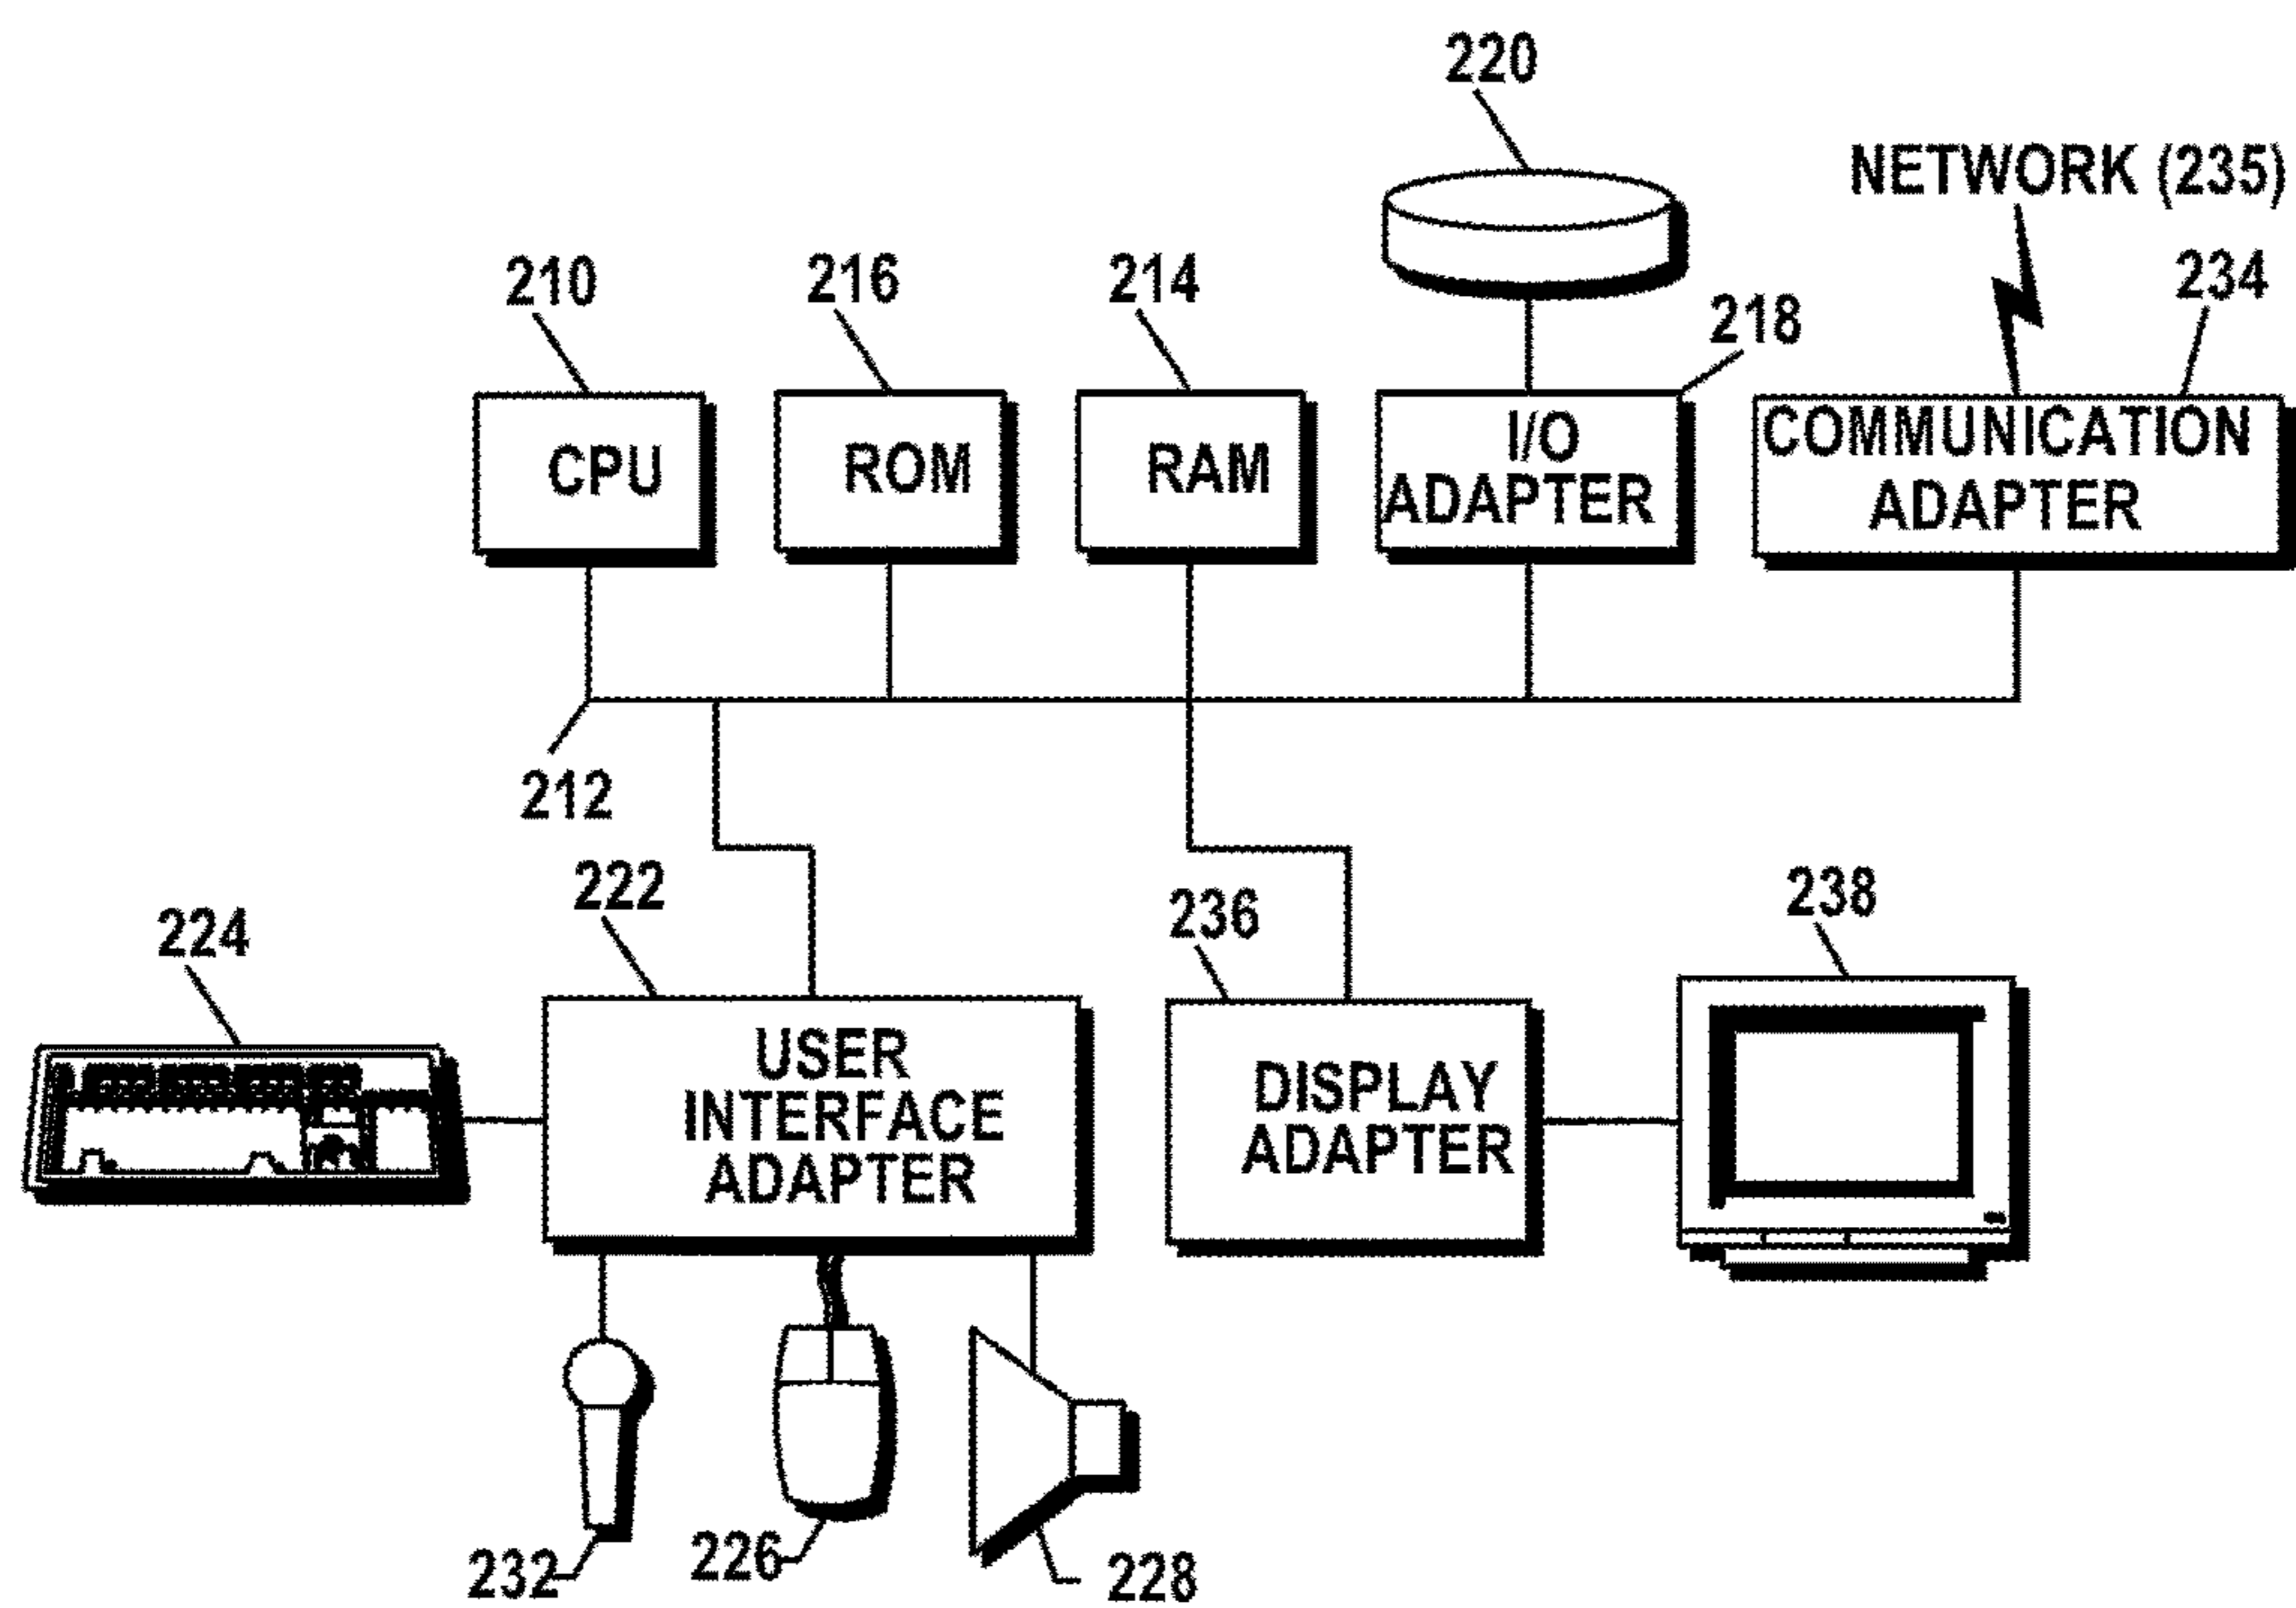 220
NETWORK (235)
210
216
214
218
234
CPU
ROM
RAM
I/O
ADAPTER
COMMUNICATION
ADAPTER
212
222
224
236
238
USER
INTERFACE
ADAPTER
DISPLAY
ADAPTER
232
226
228